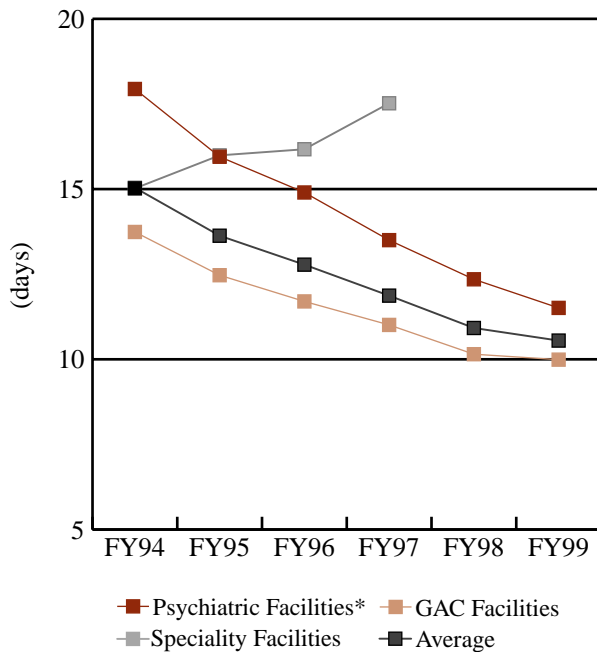 20
15
10
5
((days)
FY94 FY95 FY96 FY97 FY98 FY99
Psychiatric Facilities* GAC Facilities
Speciality Facilities Average